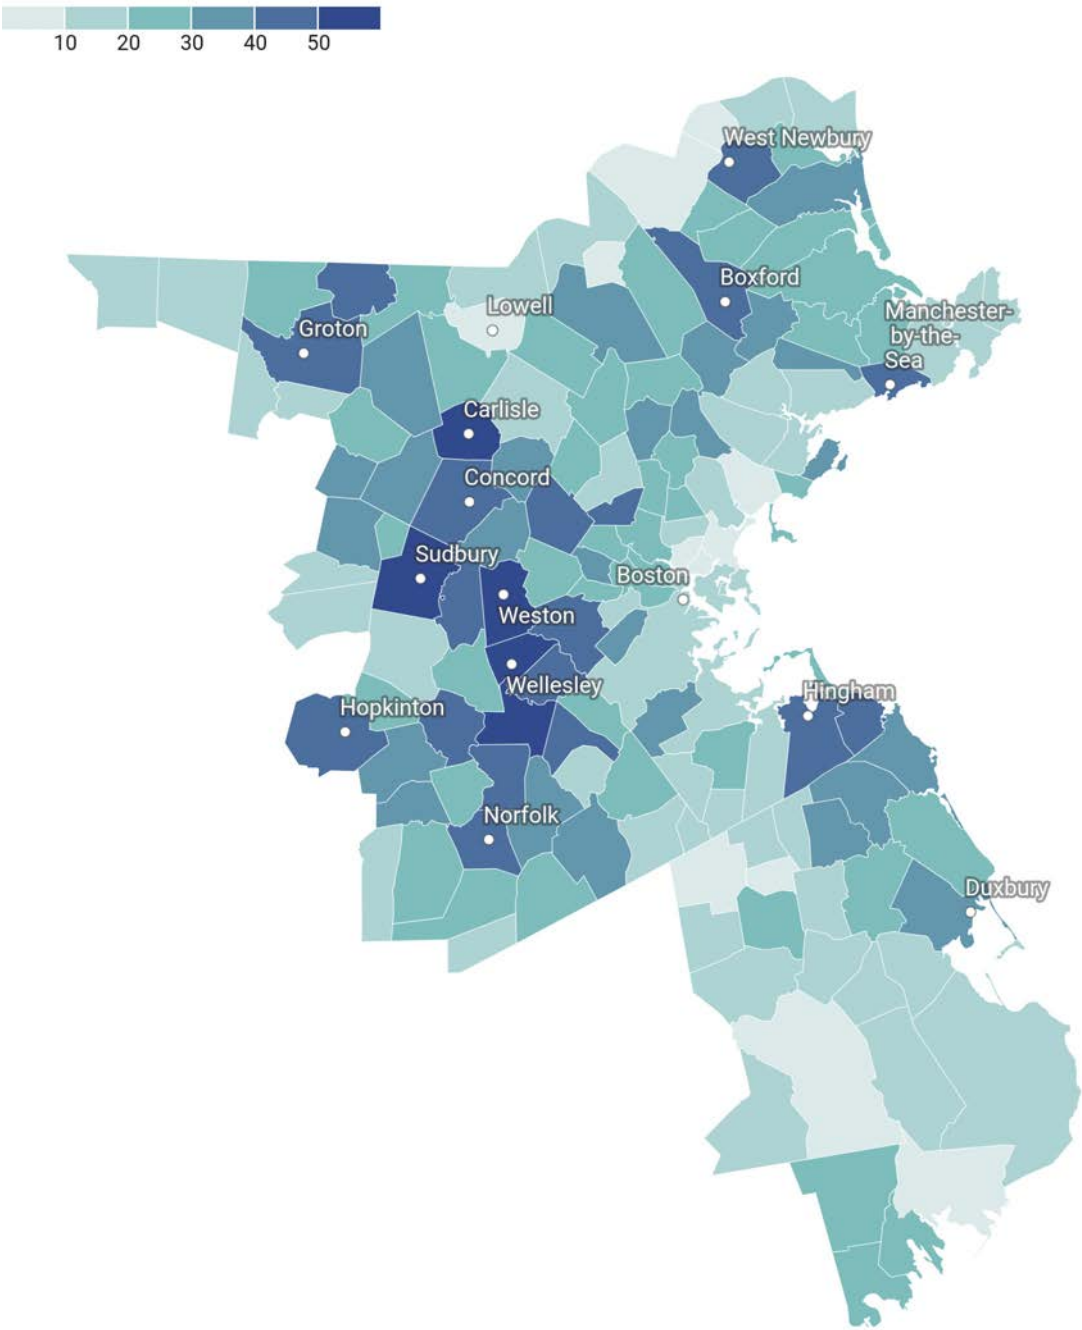 10 20 30 40 50
West Newbury
Boxford
Lowell
Manchester-
by-the-
Sea
Groton
Carlisle
Concord
Sudbury
Boston
Weston
Wellesley
Hingham
Hopkinton
Norfolk
Duxbury